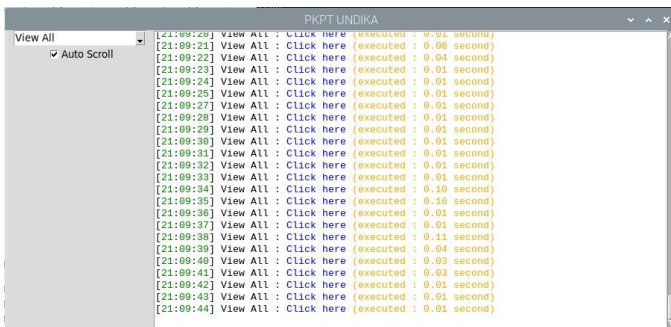 PKPT UNDIKA
View All
Auto Scroll
[21:09:20] View All : Click here (executed : 0.01 second)
[21:09:21] View All : Click here (executed : 0.08 second)
[21:09:22] View All : Click here (executed : 0.04 second)
[21:09:23] View All : Click here (executed : 0.01 second)
[21:09:24] View All : Click here (executed : 0.01 second)
[21:09:25] View All : Click here (executed : 0.01 second)
[21:09:27] View All : Click here (executed : 0.01 second)
[21:09:28] View All : Click here (executed : 0.01 second)
[21:09:29] View All : Click here (executed : 0.01 second)
[21:09:30] View All : Click here (executed : 0.01 second)
[21:09:31] View All : Click here (executed : 0.01 second)
[21:09:32] View All : Click here (executed : 0.01 second)
[21:09:33] View All : Click here (executed : 0.01 second)
[21:09:34] View All : Click here (executed : 0.10 second)
[21:09:35] View All : Click here (executed : 0.16 second)
[21:09:36] View All : Click here (executed : 0.01 second)
[21:09:37] View All : Click here (executed : 0.01 second)
[21:09:38] View All : Click here (executed : 0.11 second)
[21:09:39] View All : Click here (executed : 0.04 second)
[21:09:40] View All : Click here (executed : 0.03 second)
[21:09:41] View All : Click here (executed : 0.03 second)
[21:09:42] View All : Click here (executed : 0.01 second)
[21:09:43] View All : Click here (executed : 0.01 second)
[21:09:44] View All : Click here (executed : 0.01 second)